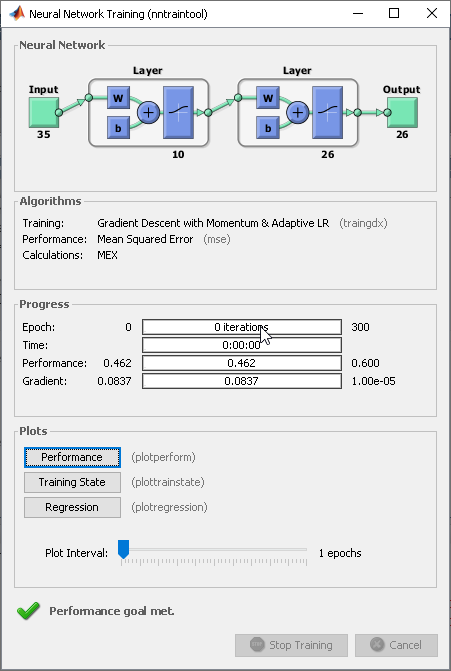 Neural Network Training (nntraintool)
Neural Network
Layer Layer
Input Output
W W
b b
35 26
10 26
Algorithms
Training: Gradient Descent with Momentum & Adaptive LR (traingdx)
Performance: Mean Squared Error (mse)
Calculations: MEX
Progress
Epoch: 0 0 iterations 300
Time: 0:00:00
Performance: 0.462 0.462 0.600
Gradient: 0.0837 0.0837 1.00e-05
Plots
Performance (plotperform)
Training State (plottrainstate)
Regression (plotregression)
Plot Interval: 1 epochs
Performance goal met.
Stop Training Cancel